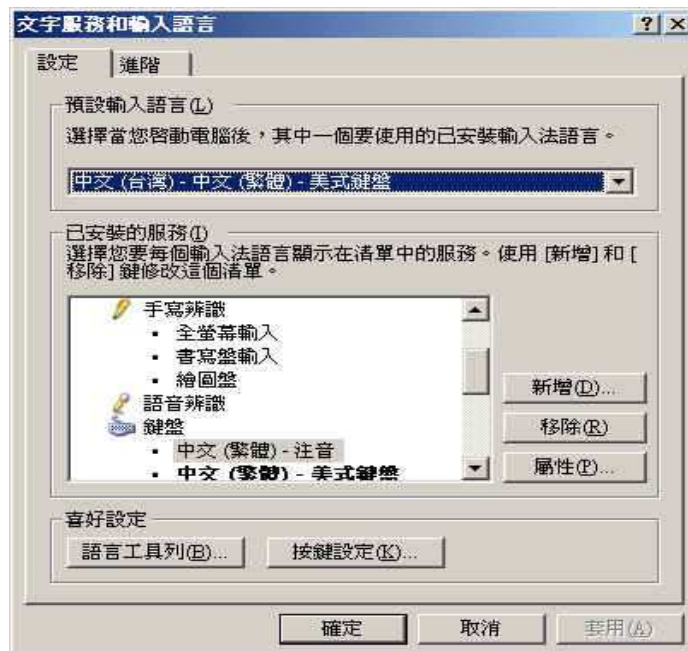 文字服務和輸入語言
設定
進階
預設輸入語言(L)
選擇當您啓動電腦後，其中一個要使用的已安裝輸入法語言。
中文 (台灣) - 中文 (繁體) - 美式鍵盤
已安裝的服務(I)
選擇您要每個輸入法語言顯示在清單中的服務。使用 [新增] 和 [
移除] 鍵修改這個清單。
手寫辨識
▪ 全螢幕輸入
▪ 書寫盤輸入
▪ 繪圖盤
語音辨識
鍵盤
▪ 中文 (繁體) - 注音
▪ 中文 (繁體) - 美式鍵盤
新增(D)...
移除(R)
屬性(P)...
喜好設定
語言工具列(B)...
按鍵設定(K)...
確定
取消
套用(A)